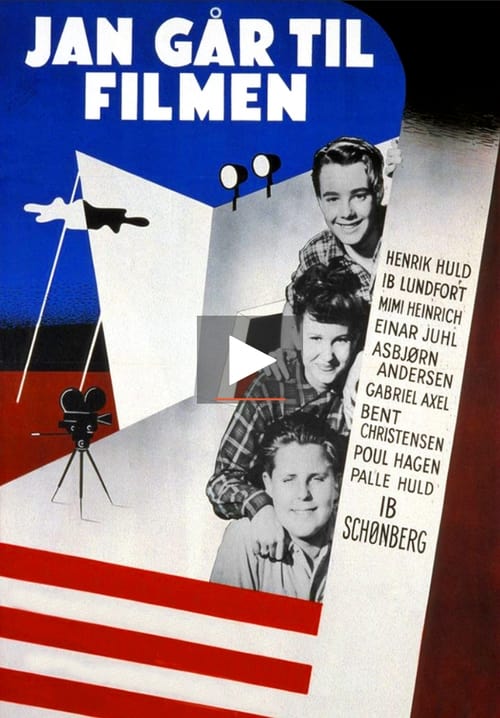 JAN GÅR TIL
FILMEN
HENRIK HULD
IB LUNDFORT
MIMI HEINRICH
EINAR JUHL
ASBJØRN
ANDERSEN
GABRIEL AXEL
BENT
CHRISTENSEN
POUL HAGEN
PALLE HULD
IB
SCHØNBERG